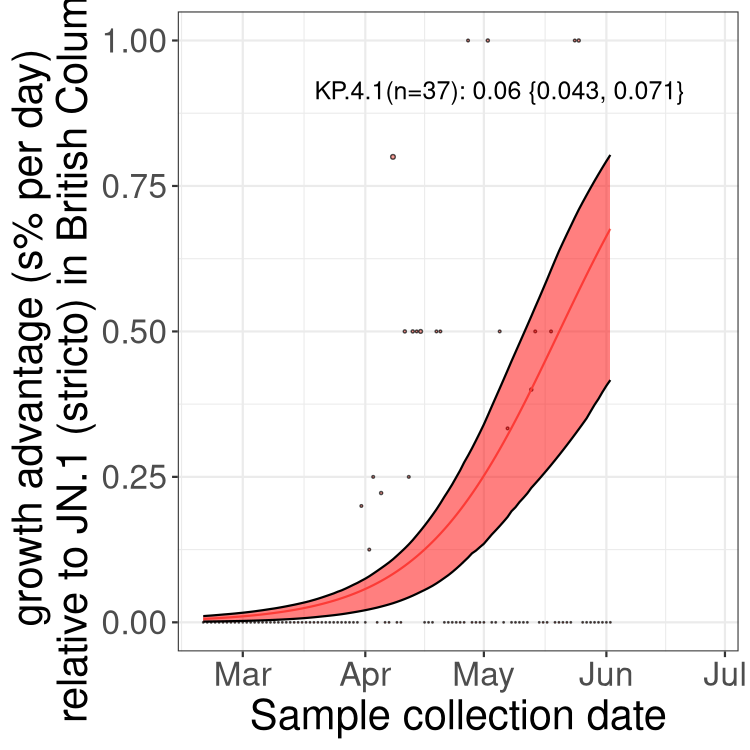 growth advantage (s% per day)
relative to JN.1 (stricto) in British Colum
1.00
0.75
0.50
0.25
0.00
KP.4.1(n=37): 0.06 {0.043, 0.071}
Mar Apr May Jun Jul
Sample collection date